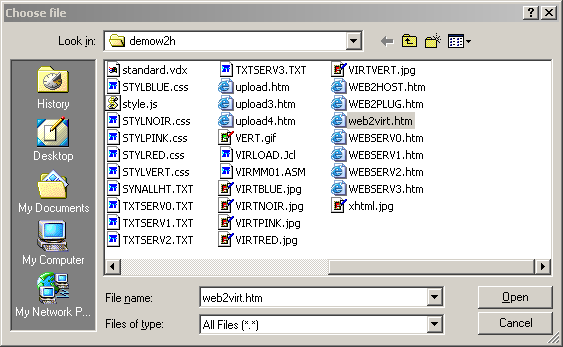 Choose file
Look in:
demow2h
History
Desktop
My Documents
My Computer
My Network P...
standard.vdx
STYLBLUE.css
style.js
STYLNOIR.css
STYLPINK.css
STYLRED.css
STYLVERT.css
SYNALLHT.TXT
TXTSERV0.TXT
TXTSERV1.TXT
TXTSERV2.TXT
TXTSERV3.TXT
upload.htm
upload3.htm
upload4.htm
VERT.gif
VIRLOAD.Jcl
VIRMM01.ASM
VIRTBLUE.jpg
VIRTNOIR.jpg
VIRTPINK.jpg
VIRTRED.jpg
VIRTVERT.jpg
WEB2HOST.htm
WEB2PLUG.htm
web2virt.htm
WEBSERV0.htm
WEBSERV1.htm
WEBSERV2.htm
WEBSERV3.htm
xhtml.jpg
File name:
web2virt.htm
Open
Files of type:
All Files (*.*)
Cancel